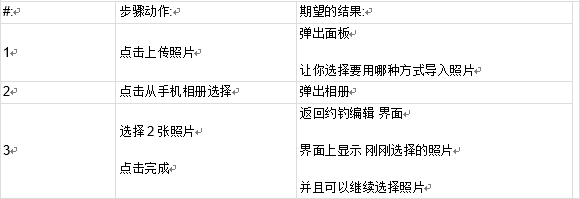 #: 步骤动作: 期望的结果:
1 点击上传照片 弹出面板
让你选择要用哪种方式导入照片
2 点击从手机相册选择 弹出相册
3 选择 2 张照片
点击完成
返回约钓编辑 界面
界面上显示 刚刚选择的照片
并且可以继续选择照片